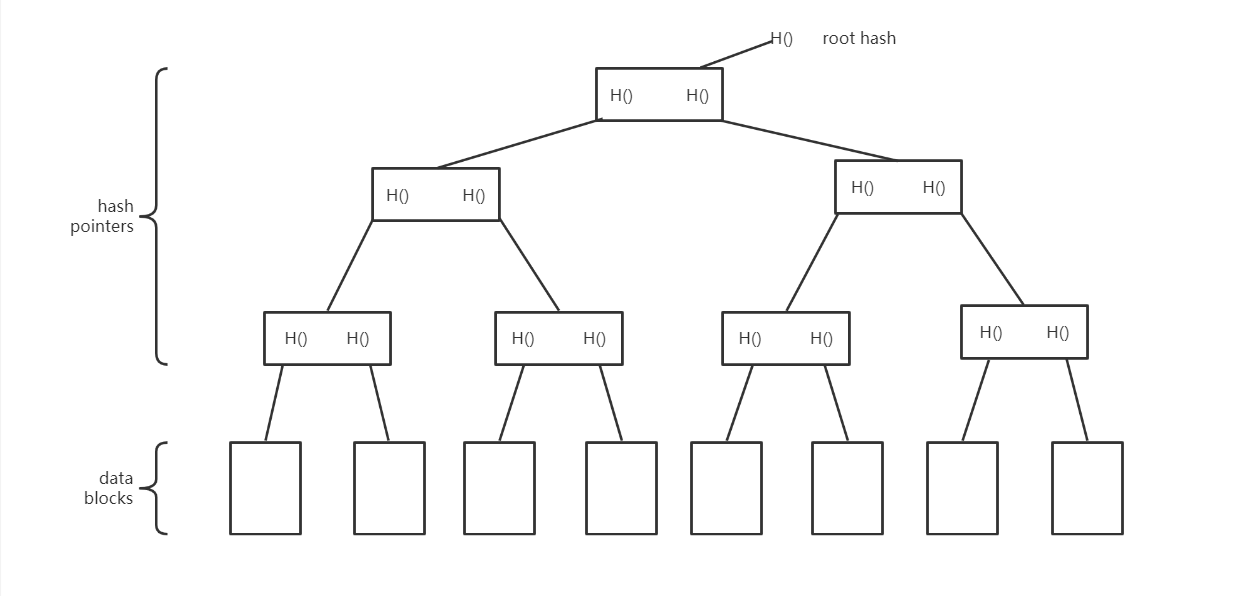 H() root hash
H() H()
H() H()
H() H()
hash
pointers
H() H()
H() H()
H() H()
H() H()
data
blocks